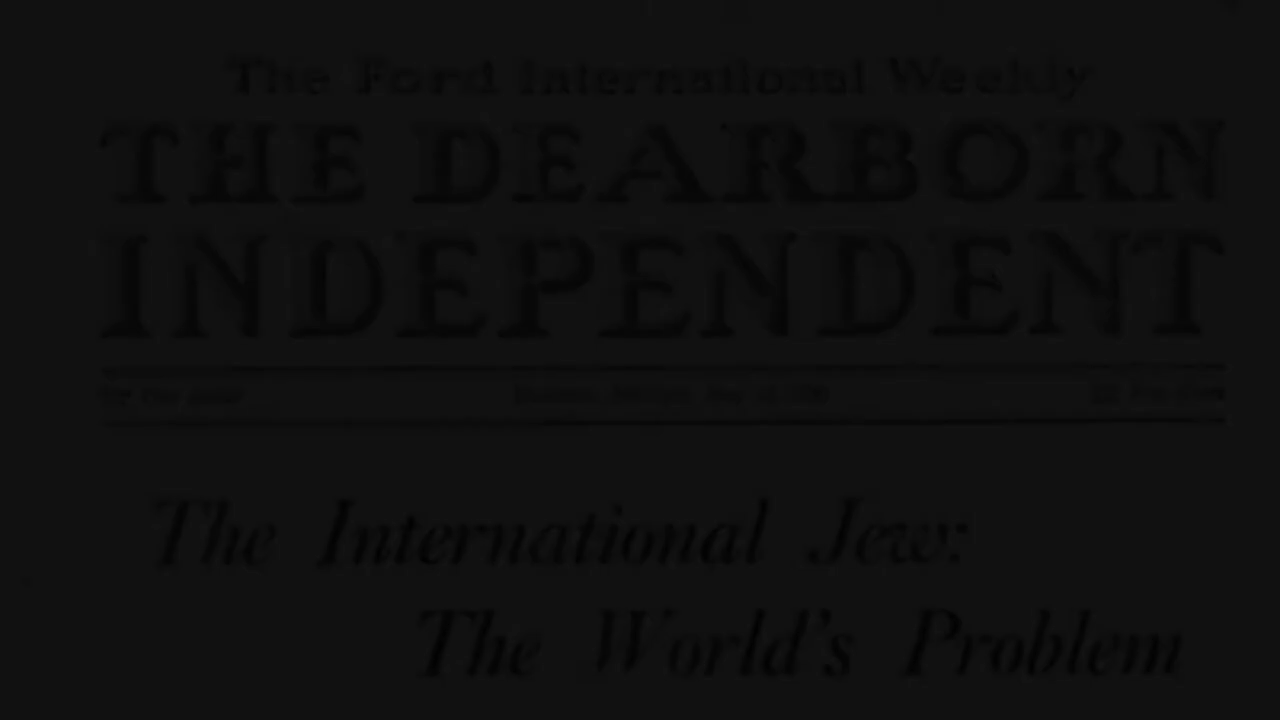 The Ford International Weekly
THE DEARBORN
INDEPENDENT
The International Jew:
The World's Problem